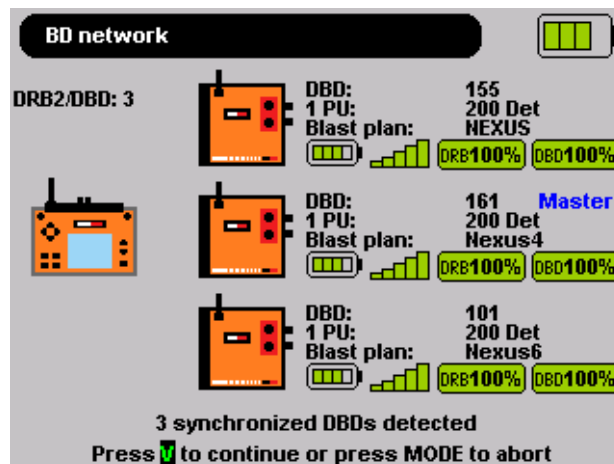 BD network
DRB2/DBD: 3
DBD: 155
1 PU: 200 Det
Blast plan: NEXUS
DRB100% DBD100%
DBD: 161 Master
1 PU: 200 Det
Blast plan: Nexus4
DRB100% DBD100%
DBD: 101
1 PU: 200 Det
Blast plan: Nexus6
DRB100% DBD100%
3 synchronized DBDs detected
Press V to continue or press MODE to abort